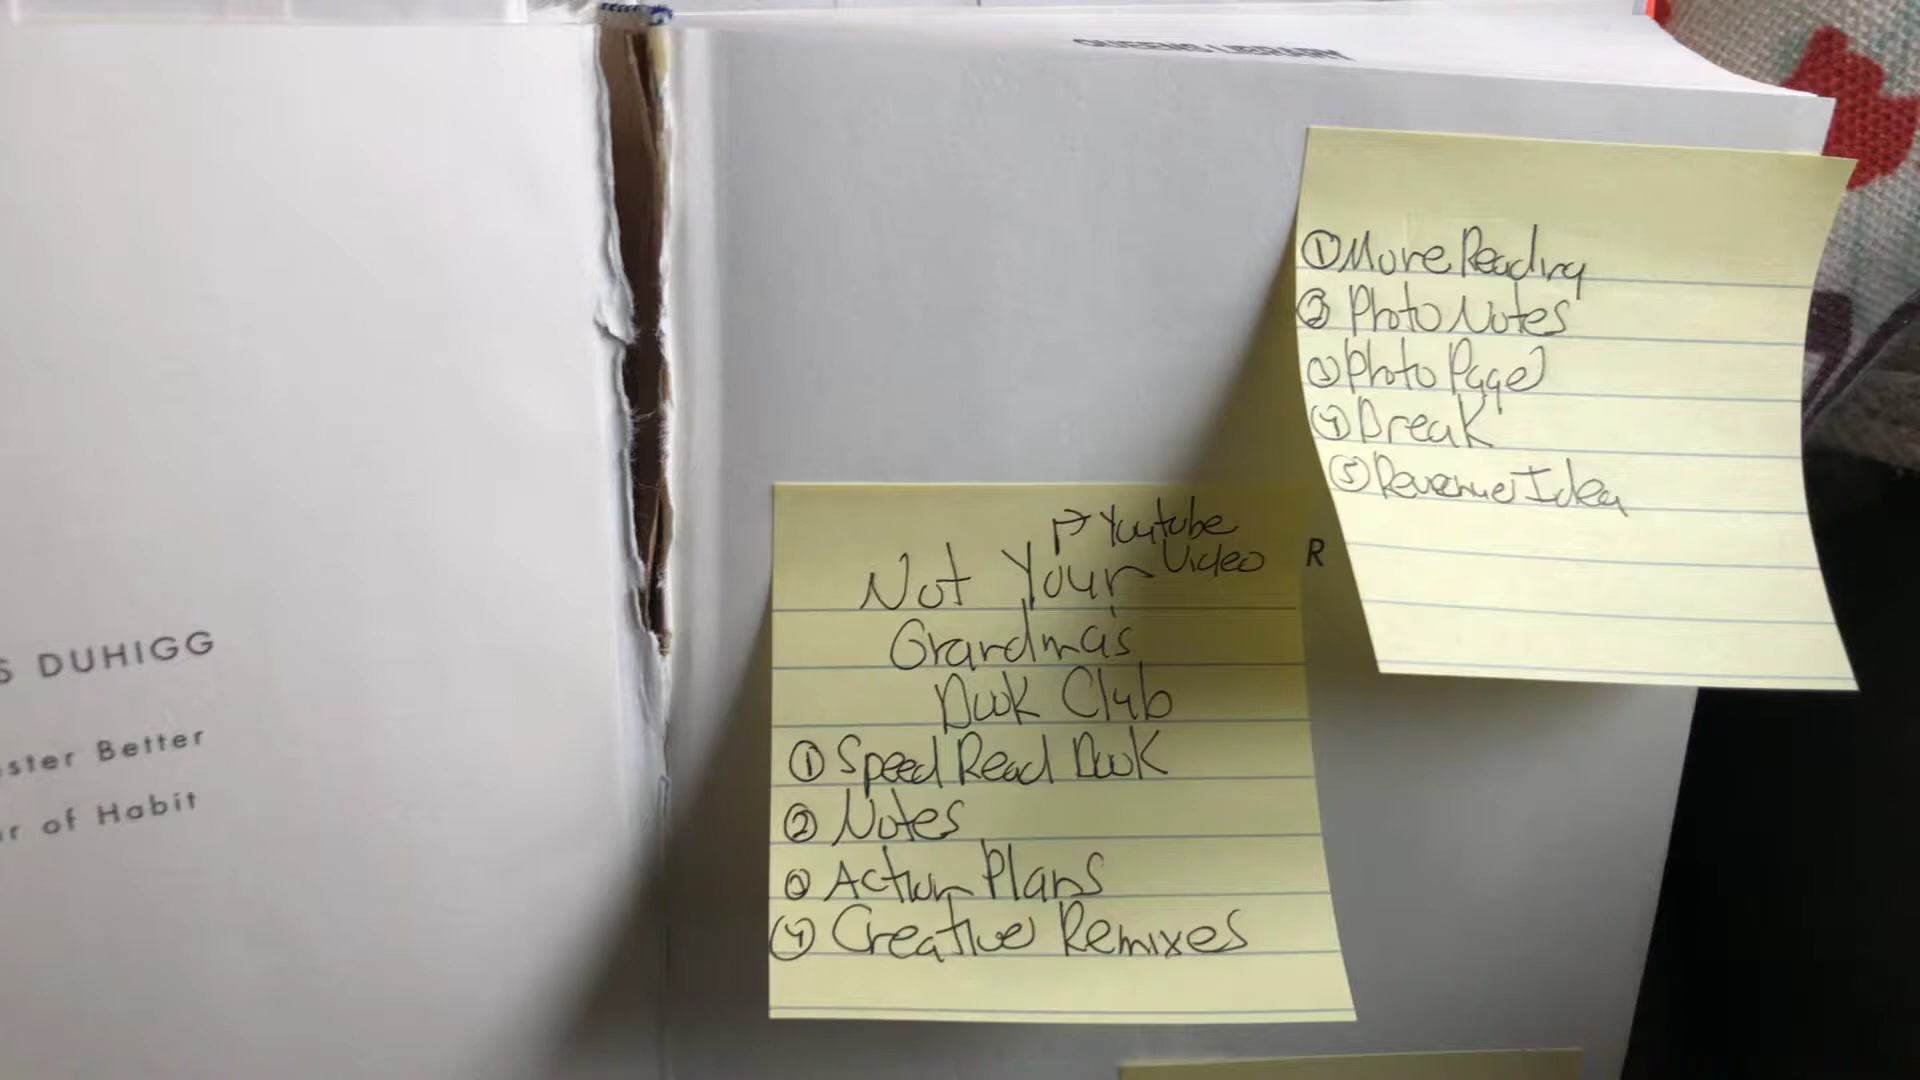 QUEENS LIBRARY
S DUHIGG
ster Better
r of Habit
① More Reading
② Photo Notes
③ Photo Page
④ Break
⑤ Revenue Idea
R
↱ Youtube
Video
Not Your
Grandma's
Book Club
① Speed Read Book
② Notes
③ Action Plans
④ Creative Remixes